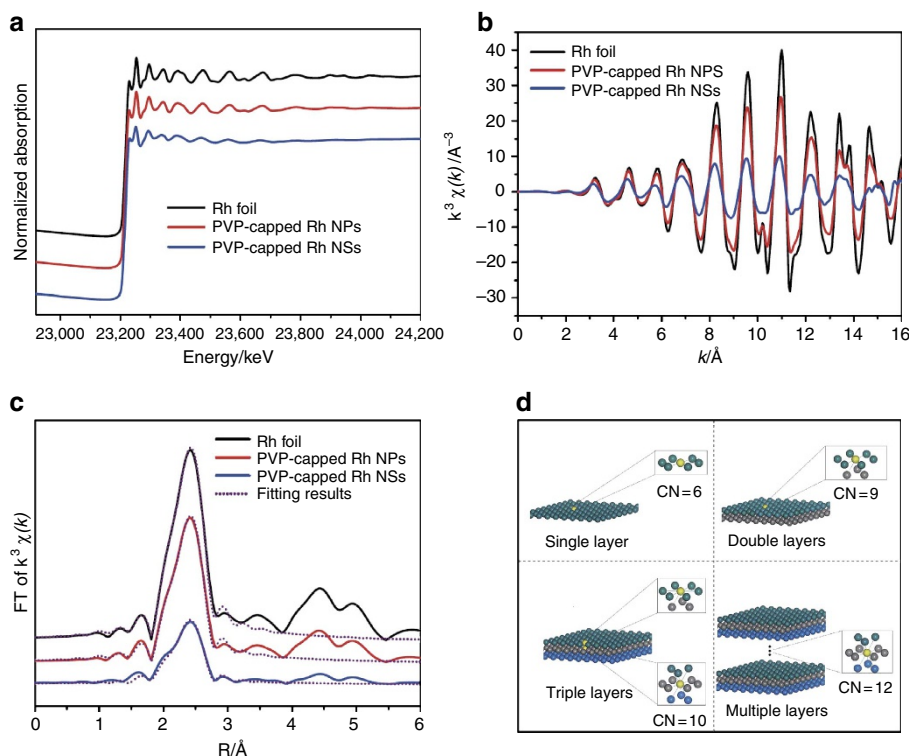 a
Normalized absorption
Rh foil
PVP-capped Rh NPs
PVP-capped Rh NSs
23,000 23,200 23,400 23,600 23,800 24,000 24,200
Energy/keV
b
k³ χ(k) /A⁻³
40
30
20
10
0
−10
−20
−30
Rh foil
PVP-capped Rh NPS
PVP-capped Rh NSs
0 2 4 6 8 10 12 14 16
k/Å
c
FT of k³ χ(k)
Rh foil
PVP-capped Rh NPs
PVP-capped Rh NSs
Fitting results
0 1 2 3 4 5 6
R/Å
d
CN=6
Single layer
CN=9
Double layers
Triple layers
CN=10
CN=12
Multiple layers